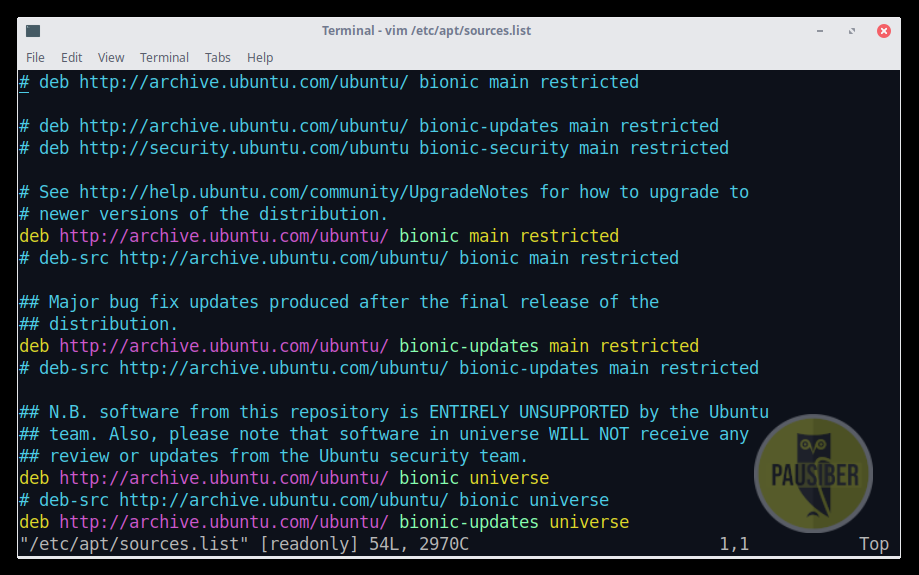 Terminal - vim /etc/apt/sources.list
File Edit View Terminal Tabs Help
# deb http://archive.ubuntu.com/ubuntu/ bionic main restricted
# deb http://archive.ubuntu.com/ubuntu/ bionic-updates main restricted
# deb http://security.ubuntu.com/ubuntu bionic-security main restricted
# See http://help.ubuntu.com/community/UpgradeNotes for how to upgrade to
# newer versions of the distribution.
deb http://archive.ubuntu.com/ubuntu/ bionic main restricted
# deb-src http://archive.ubuntu.com/ubuntu/ bionic main restricted
## Major bug fix updates produced after the final release of the
## distribution.
deb http://archive.ubuntu.com/ubuntu/ bionic-updates main restricted
# deb-src http://archive.ubuntu.com/ubuntu/ bionic-updates main restricted
## N.B. software from this repository is ENTIRELY UNSUPPORTED by the Ubuntu
## team. Also, please note that software in universe WILL NOT receive any
## review or updates from the Ubuntu security team.
deb http://archive.ubuntu.com/ubuntu/ bionic universe
# deb-src http://archive.ubuntu.com/ubuntu/ bionic universe
deb http://archive.ubuntu.com/ubuntu/ bionic-updates universe
"/etc/apt/sources.list" [readonly] 54L, 2970C 1,1 Top
PAUSIBER